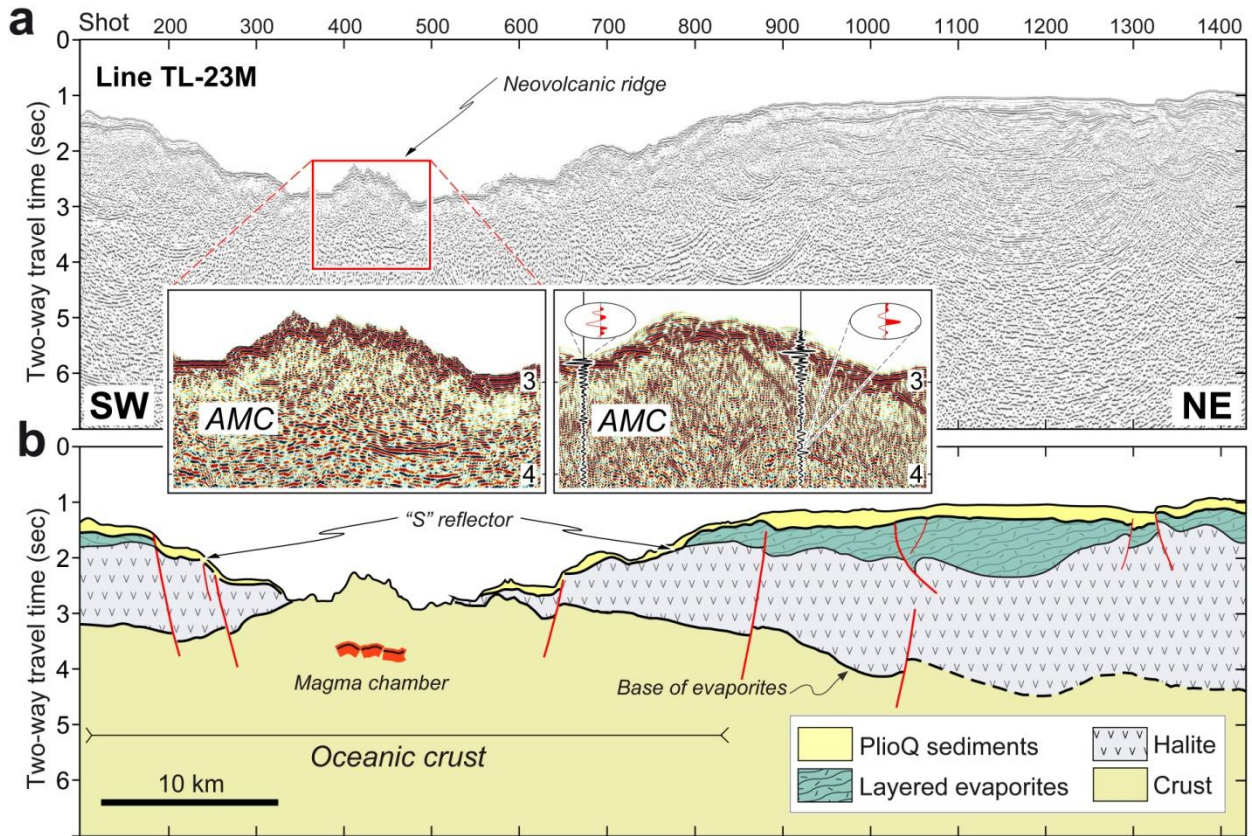 a
Shot 200 300 400 500 600 700 800 900 1000 1100 1200 1300 1400
0
1
2
3
4
5
6
Two-way travel time (sec)
Line TL-23M
Neovolcanic ridge
AMC
3
4
AMC
3
4
SW
NE
b
0
1
2
3
4
5
6
Two-way travel time (sec)
“S” reflector
Magma chamber
Base of evaporites
Oceanic crust
10 km
PlioQ sediments
Layered evaporites
Halite
Crust